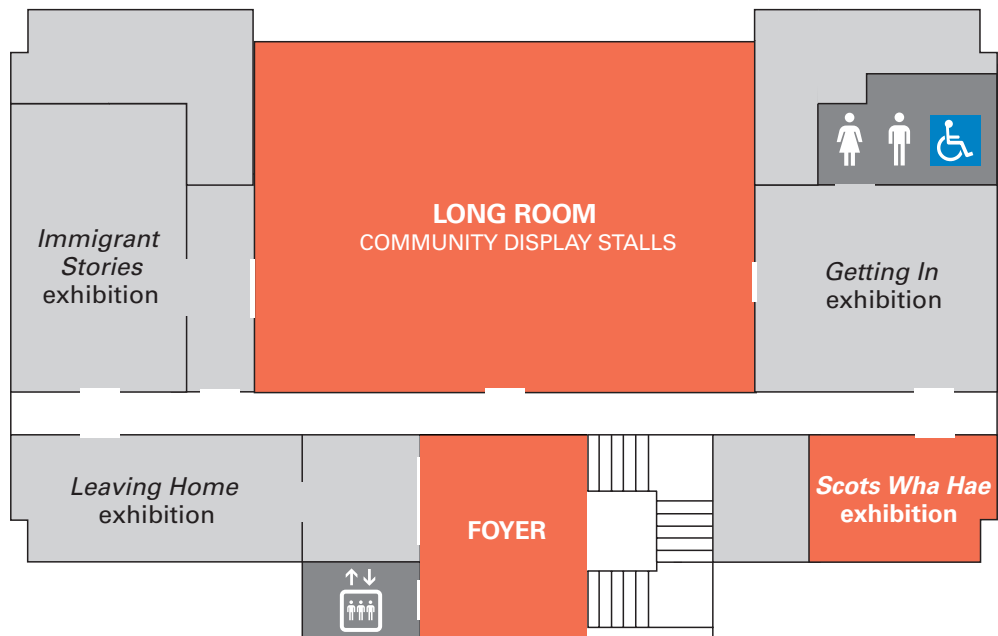 LONG ROOM
COMMUNITY DISPLAY STALLS
Immigrant
Stories
exhibition
Getting In
exhibition
Leaving Home
exhibition
FOYER
Scots Wha Hae
exhibition